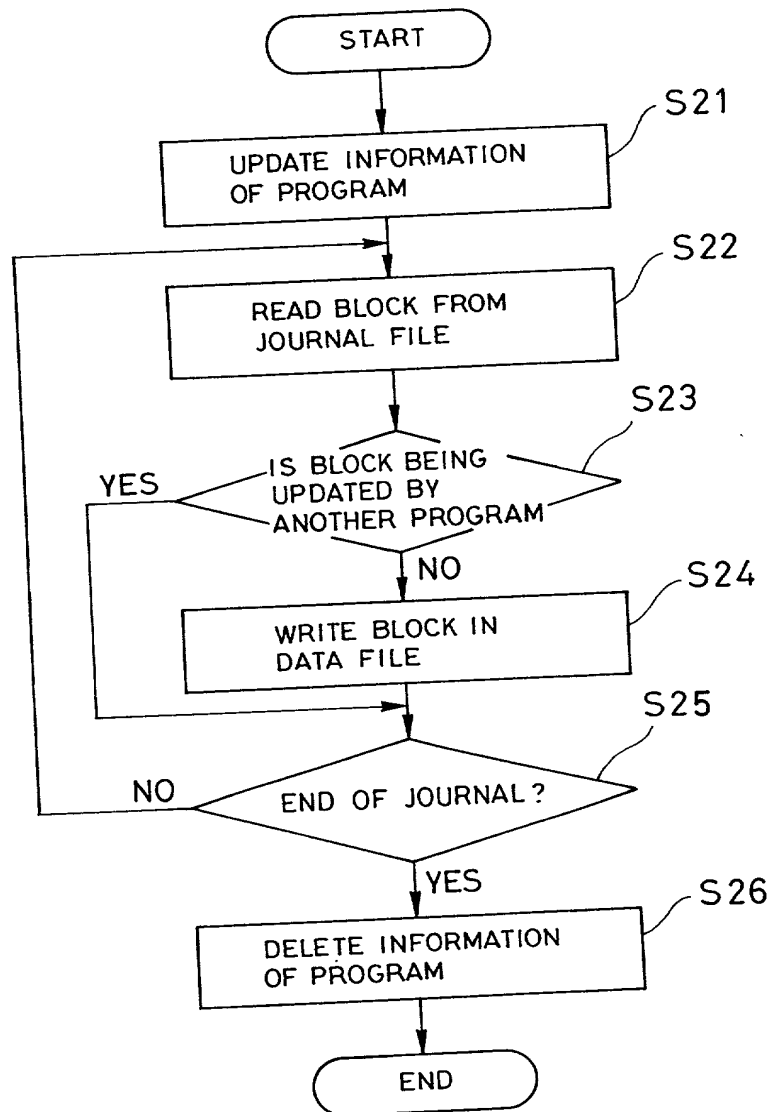 START
S21
UPDATE INFORMATION
OF PROGRAM
S22
READ BLOCK FROM
JOURNAL FILE
S23
IS BLOCK BEING
UPDATED BY
ANOTHER PROGRAM
YES
NO
S24
WRITE BLOCK IN
DATA FILE
S25
END OF JOURNAL?
NO
YES
S26
DELETE INFORMATION
OF PROGRAM
END